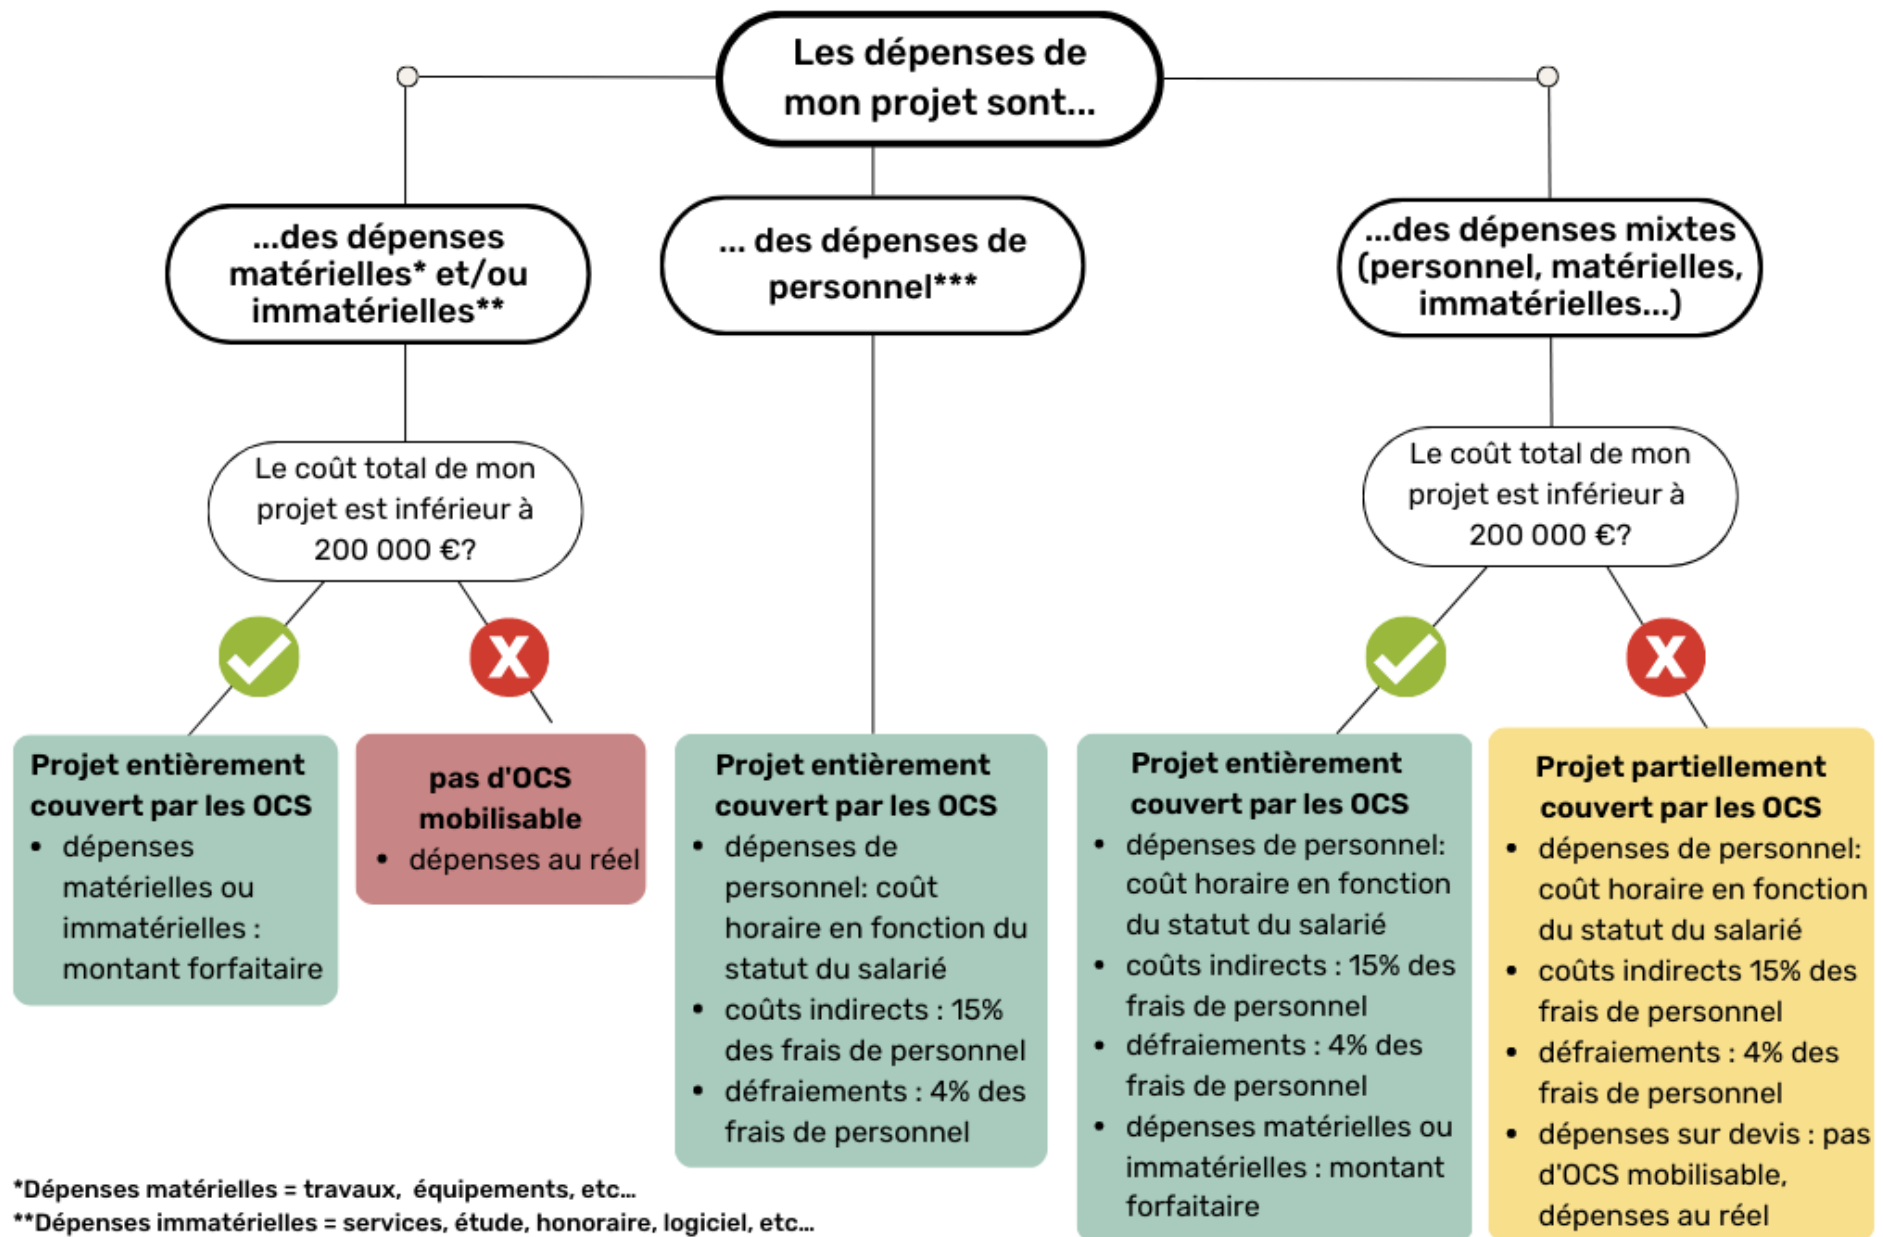 Les dépenses de
mon projet sont...
...des dépenses
matérielles* et/ou
immatérielles**
... des dépenses de
personnel***
...des dépenses mixtes
(personnel, matérielles,
immatérielles...)
Le coût total de mon
projet est inférieur à
200 000 €?
Le coût total de mon
projet est inférieur à
200 000 €?
X
X
Projet entièrement
couvert par les OCS
• dépenses
matérielles ou
immatérielles :
montant forfaitaire
pas d'OCS
mobilisable
• dépenses au réel
Projet entièrement
couvert par les OCS
• dépenses de
personnel: coût
horaire en fonction du
statut du salarié
• coûts indirects : 15%
des frais de personnel
• défraiements : 4% des
frais de personnel
Projet entièrement
couvert par les OCS
• dépenses de personnel:
coût horaire en fonction
du statut du salarié
• coûts indirects : 15% des
frais de personnel
• défraiements : 4% des
frais de personnel
• dépenses matérielles ou
immatérielles : montant
forfaitaire
Projet partiellement
couvert par les OCS
• dépenses de personnel:
coût horaire en fonction
du statut du salarié
• coûts indirects 15% des
frais de personnel
• défraiements : 4% des
frais de personnel
• dépenses sur devis : pas
d'OCS mobilisable,
dépenses au réel
*Dépenses matérielles = travaux, équipements, etc...
**Dépenses immatérielles = services, étude, honoraire, logiciel, etc...